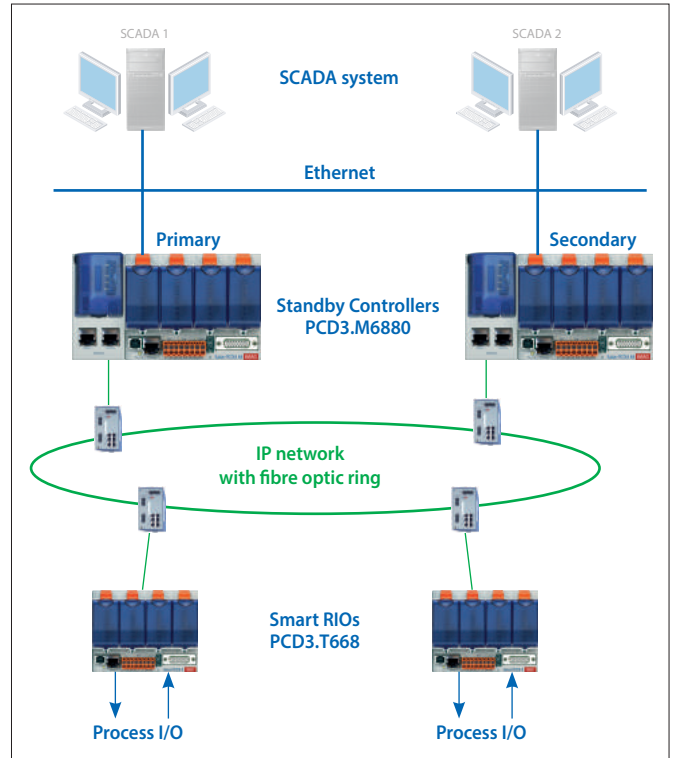 SCADA 1
SCADA 2
SCADA system
Ethernet
Primary
Secondary
Standby Controllers
PCD3.M6880
IP network
with fibre optic ring
Smart RIOs
PCD3.T668
Process I/O
Process I/O